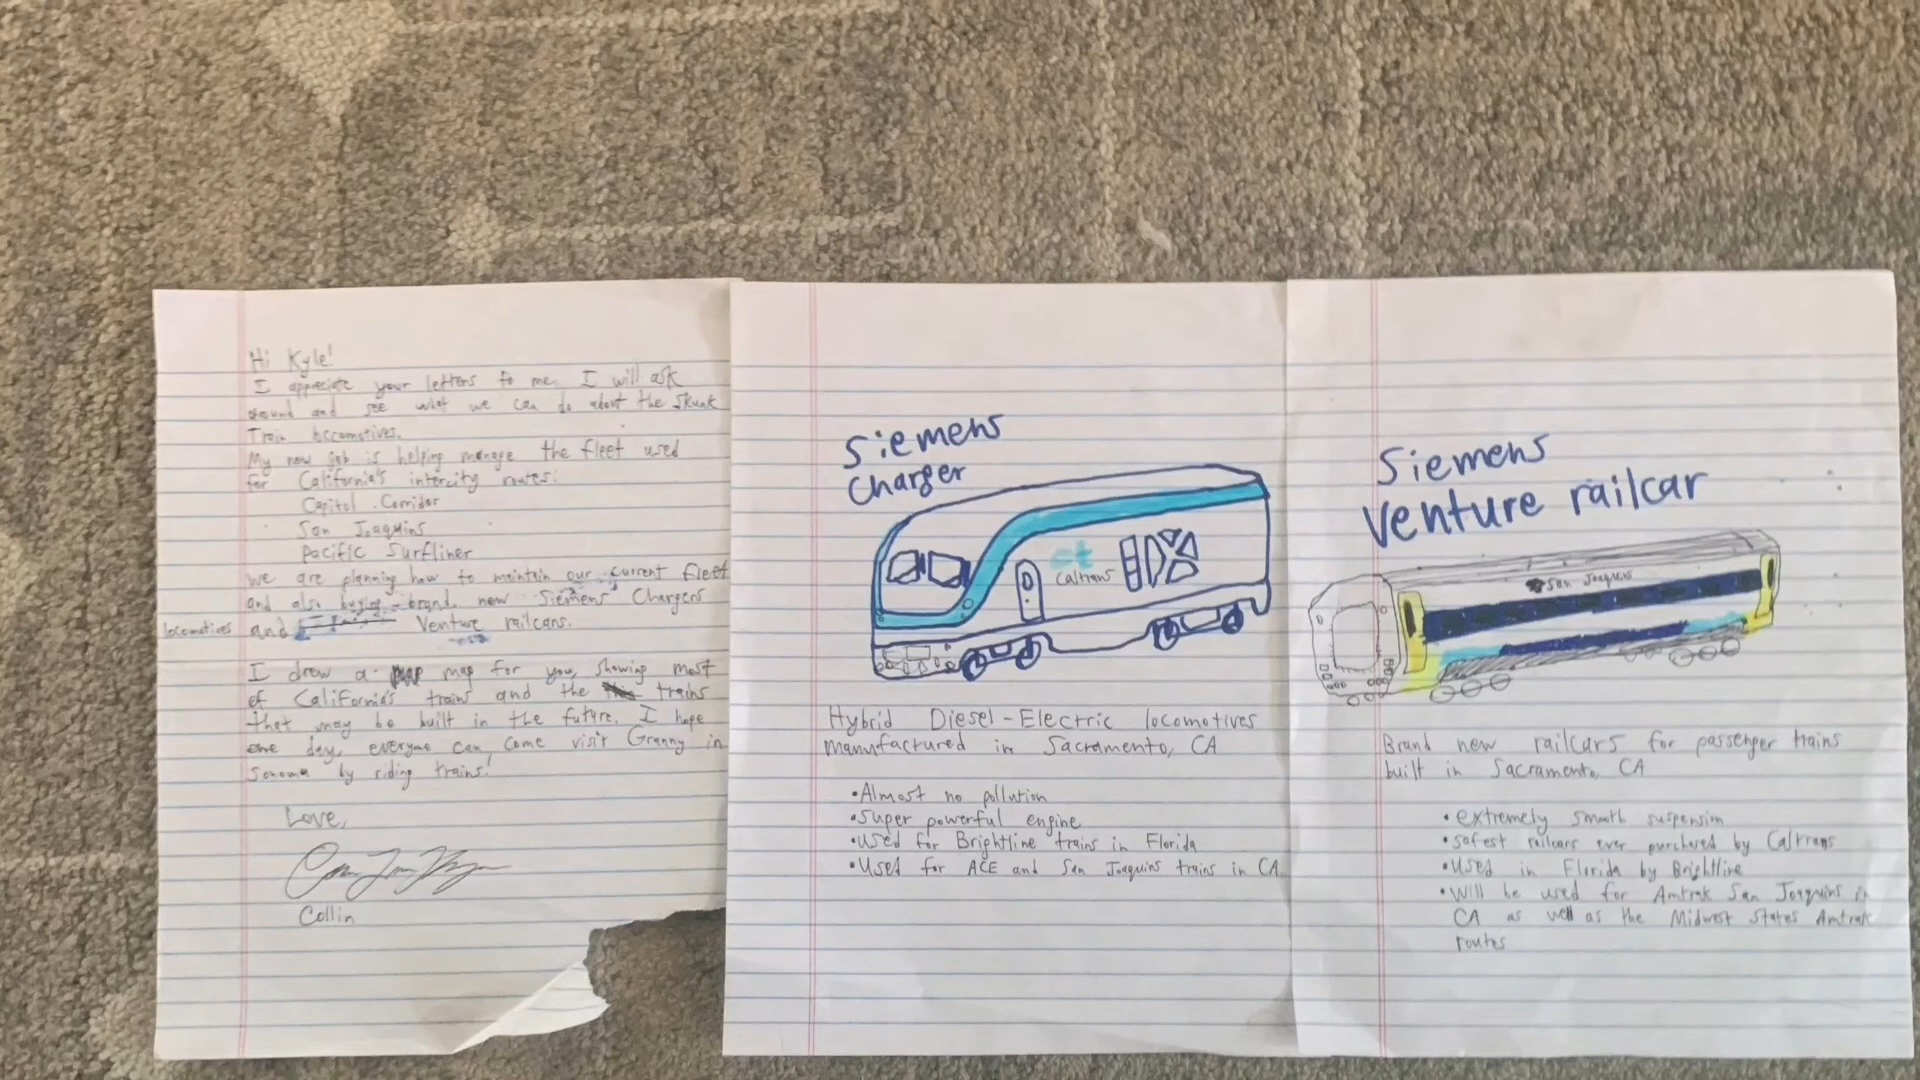 Hi Kyle!
I appreciate your letters to me. I will ask
around and see what we can do about the Skunk
Train locomotives.
My new job is helping manage the fleet used
for California's intercity routes:
Capitol Corridor
San Joaquins
Pacific Surfliner
We are planning how to maintain our current fleet
and also buying brand new Siemens Chargers
locomotives and Venture railcars.
I drew a map for you, showing most
of California's trains and the trains
that may be built in the future. I hope
one day, everyone can come visit Granny in
Sonoma by riding trains!
Love,
Collin
Siemens
Charger
ct
caltrans
Hybrid Diesel-Electric locomotives
manufactured in Sacramento, CA
•Almost no pollution
•Super powerful engine
•Used for Brightline trains in Florida
•Used for ACE and San Joaquins trains in CA
Siemens
Venture railcar
San Joaquins
Brand new railcars for passenger trains
built in Sacramento, CA
•extremely smooth suspension
•safest railcars ever purchased by Caltrans
•Used in Florida by Brightline
•Will be used for Amtrak San Joaquins in
CA as well as the Midwest States Amtrak
routes